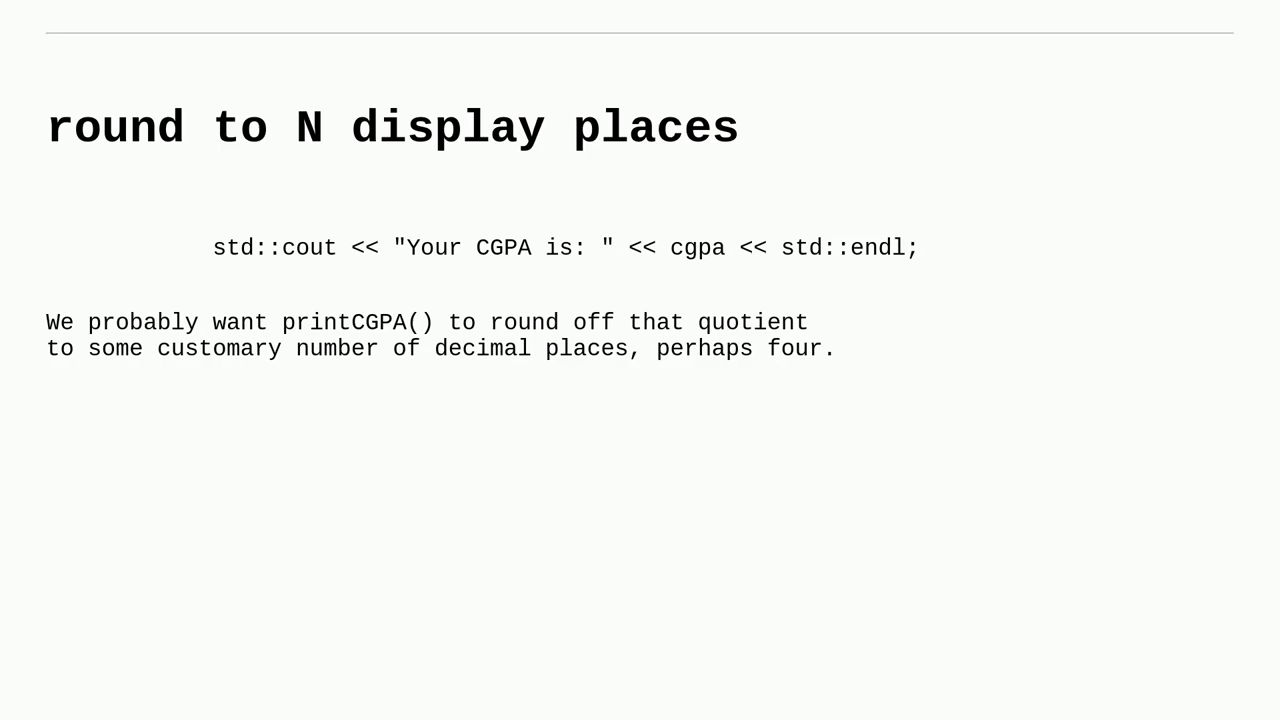 round to N display places
std::cout << "Your CGPA is: " << cgpa << std::endl;
We probably want printCGPA() to round off that quotient
to some customary number of decimal places, perhaps four.